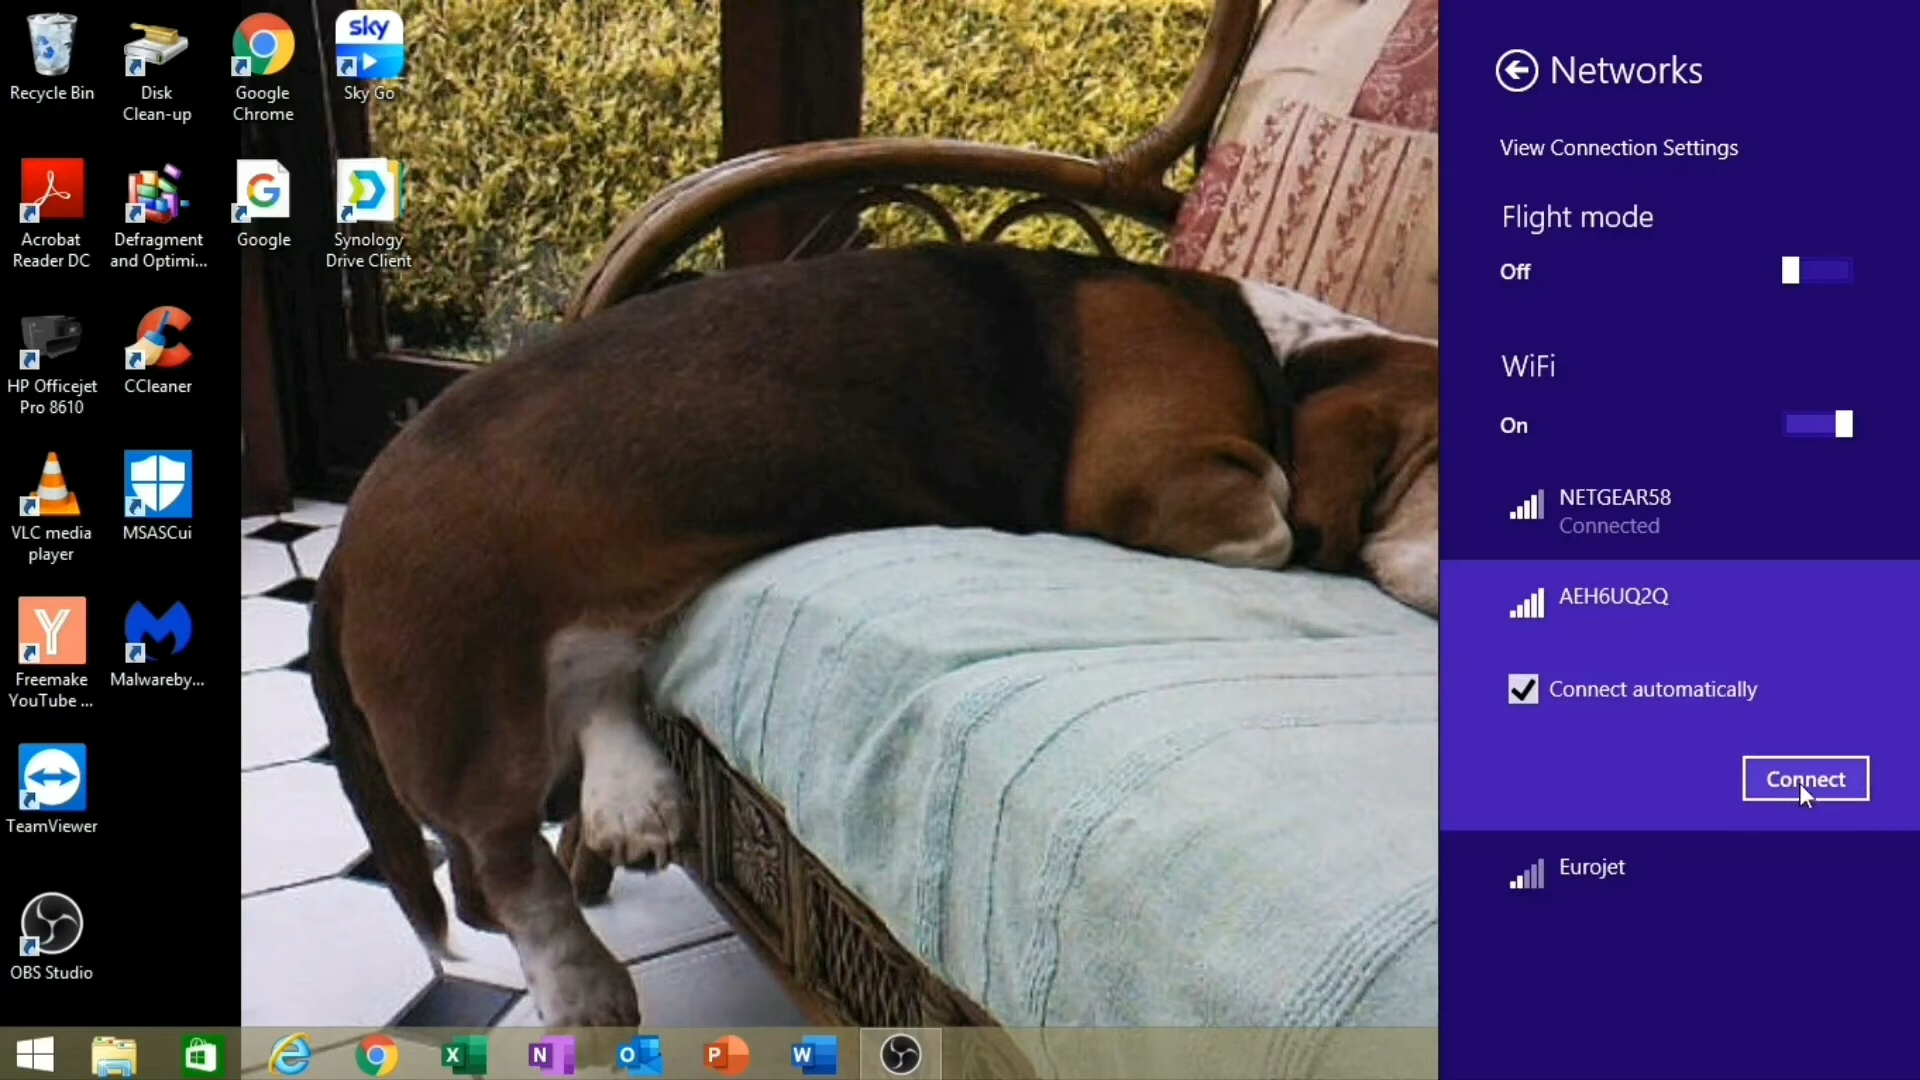 Recycle Bin
Disk
Clean-up
Google
Chrome
sky
Sky Go
Acrobat
Reader DC
Defragment
and Optimi...
G
Google
Synology
Drive Client
HP Officejet
Pro 8610
CCleaner
VLC media
player
MSASCui
Y
Freemake
YouTube ...
Malwareby...
TeamViewer
OBS Studio
X
N
O
P
W
Networks
View Connection Settings
Flight mode
Off
WiFi
On
NETGEAR58
Connected
AEH6UQ2Q
Connect automatically
Connect
Eurojet